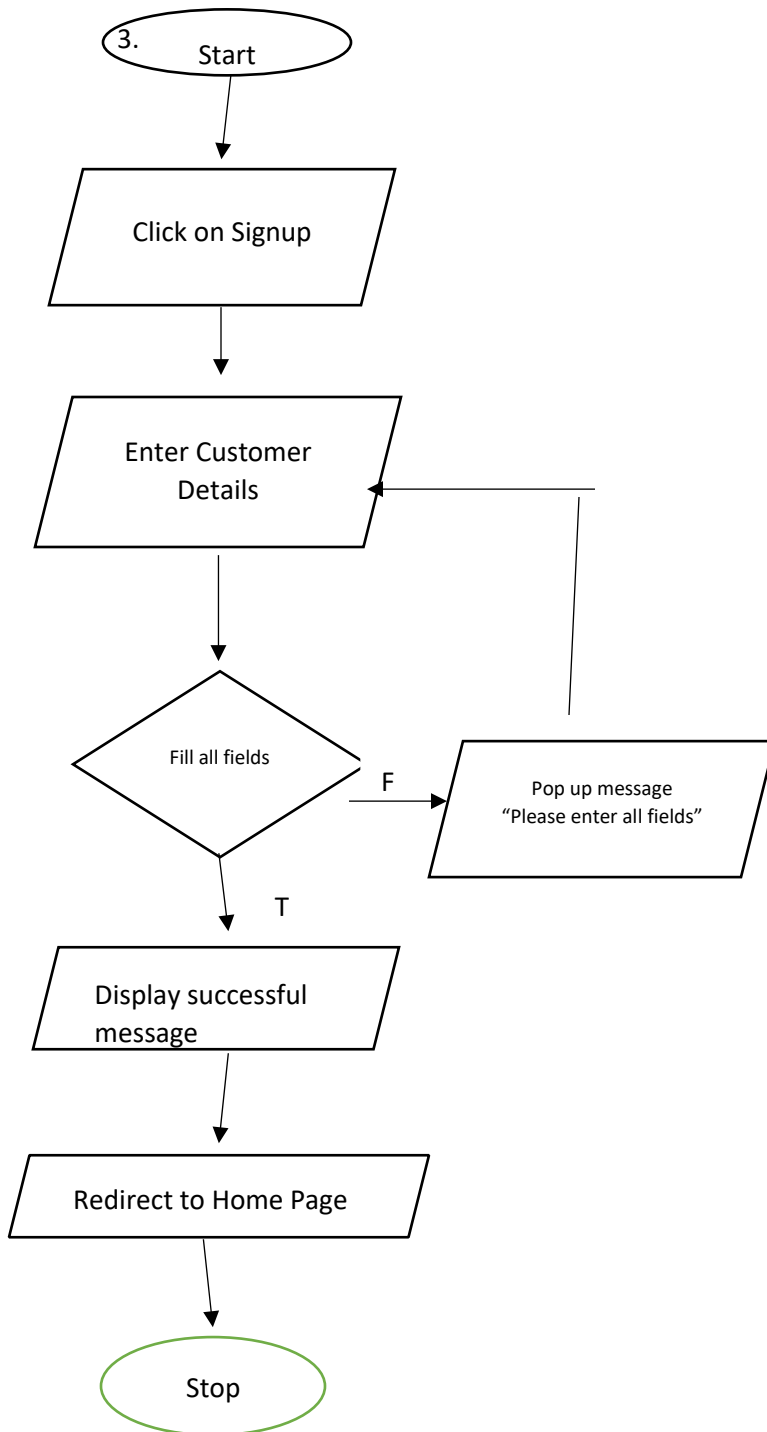 3.
Start
Click on Signup
Enter Customer
Details
Fill all fields
F
Pop up message
“Please enter all fields”
T
Display successful
message
Redirect to Home Page
Stop